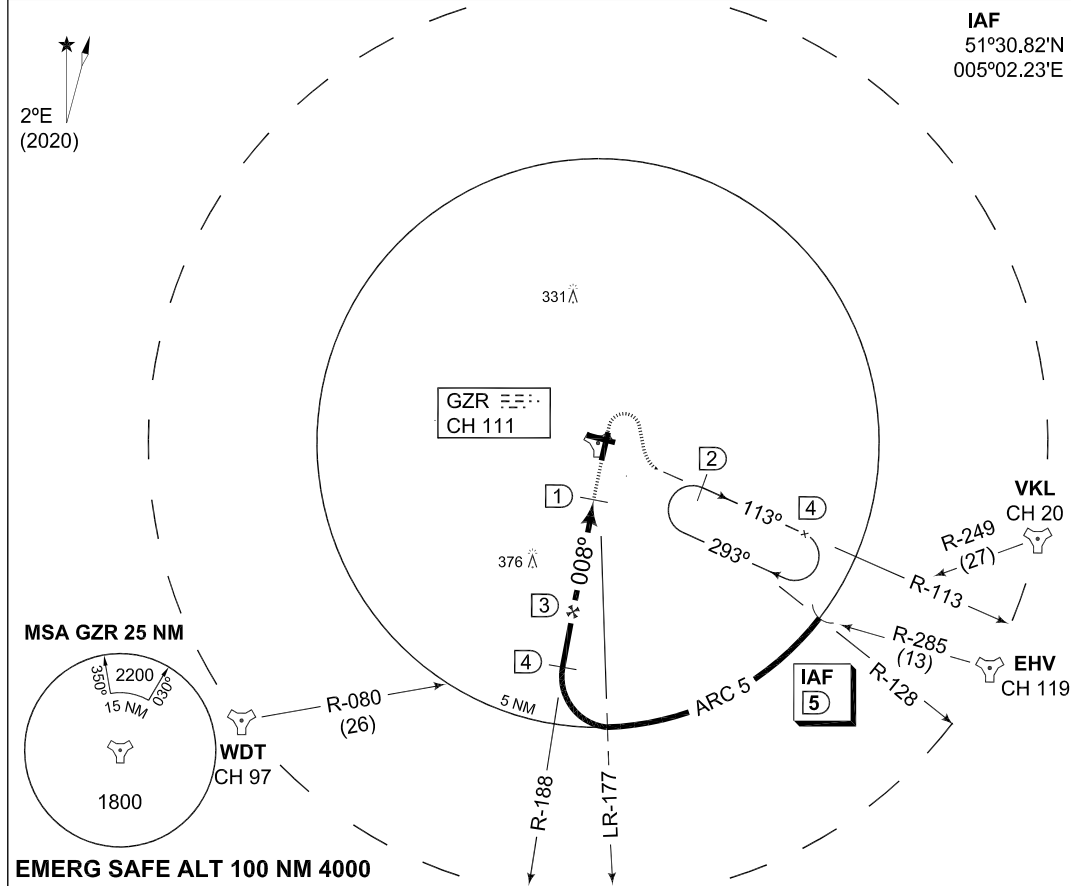 IAF
51º30.82'N
005º02.23'E
2ºE
(2020)
331
GZR
CH 111
2
1
113º
4
VKL
CH 20
R-249
(27)
293º
376
008º
R-113
3
MSA GZR 25 NM
R-285
(13)
EHV
CH 119
4
350º
2200
030º
15 NM
IAF
5
R-128
ARC 5
5 NM
R-080
(26)
WDT
CH 97
1800
R-188
LR-177
EMERG SAFE ALT 100 NM 4000